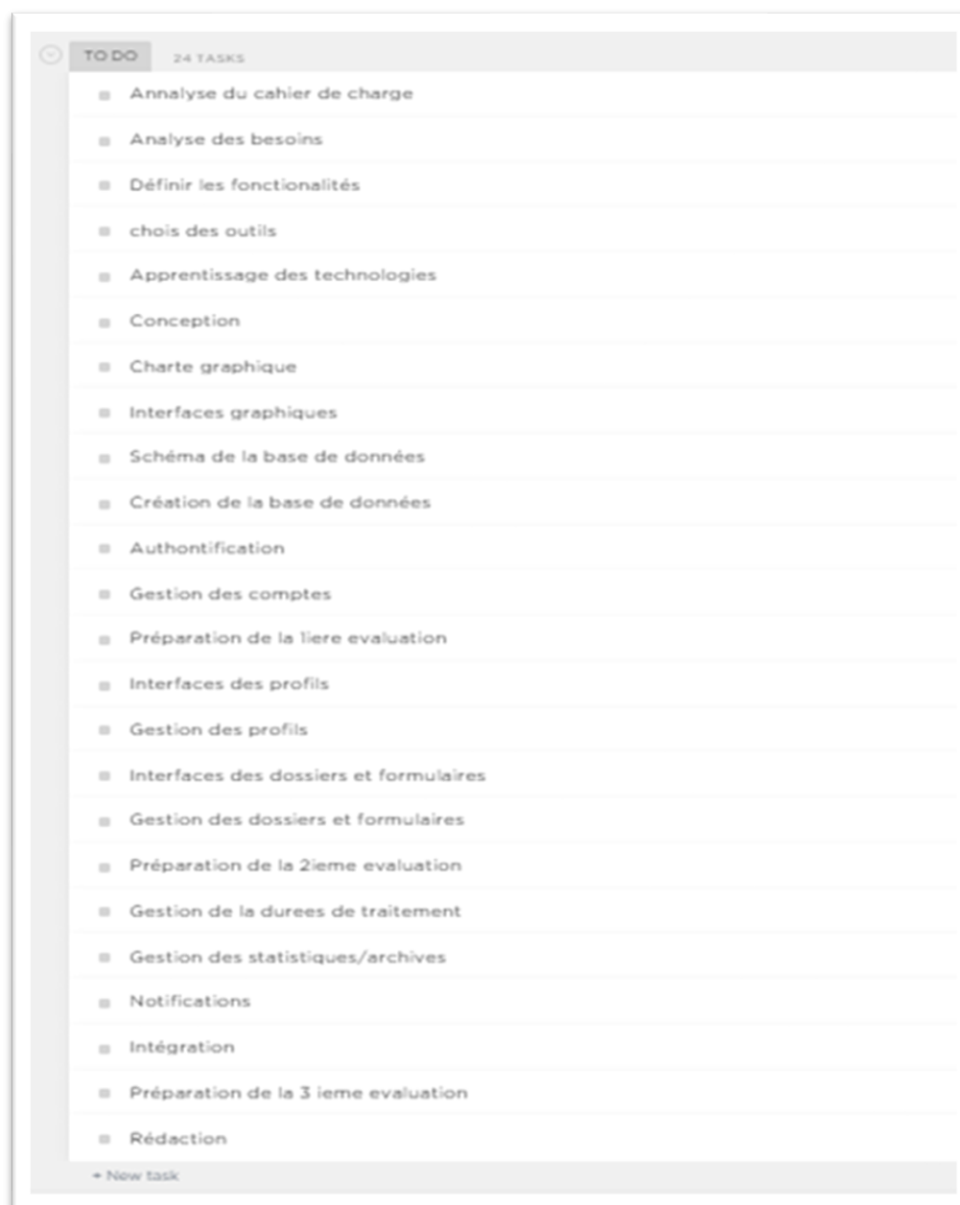 TO DO 24 TASKS
Annalyse du cahier de charge
Analyse des besoins
Définir les fonctionalités
chois des outils
Apprentissage des technologies
Conception
Charte graphique
Interfaces graphiques
Schéma de la base de données
Création de la base de données
Authontification
Gestion des comptes
Préparation de la 1iere evaluation
Interfaces des profils
Gestion des profils
Interfaces des dossiers et formulaires
Gestion des dossiers et formulaires
Préparation de la 2ieme evaluation
Gestion de la durees de traitement
Gestion des statistiques/archives
Notifications
Intégration
Préparation de la 3 ieme evaluation
Rédaction
+ New task